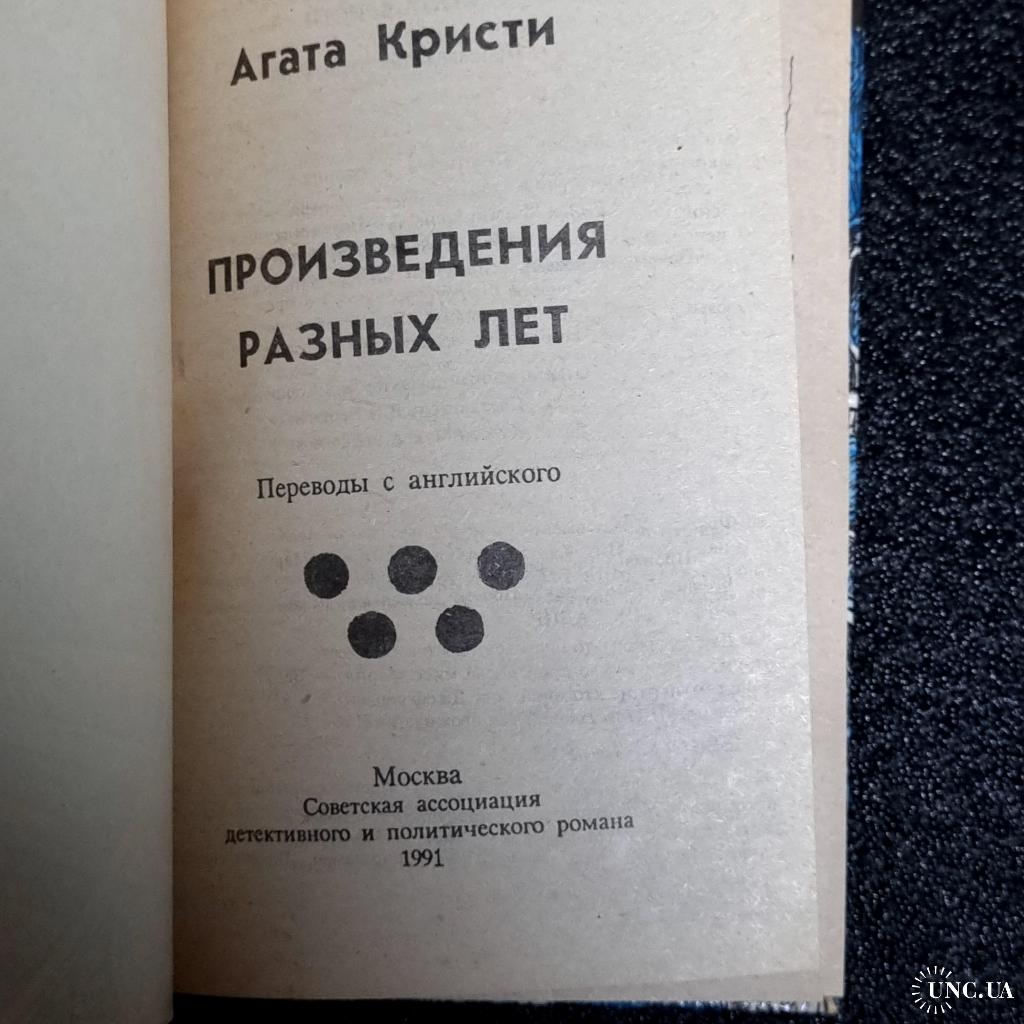 Агата Кристи
ПРОИЗВЕДЕНИЯ
РАЗНЫХ ЛЕТ
Переводы с английского
Москва
Советская ассоциация
детективного и политического романа
1991
UNC.UA